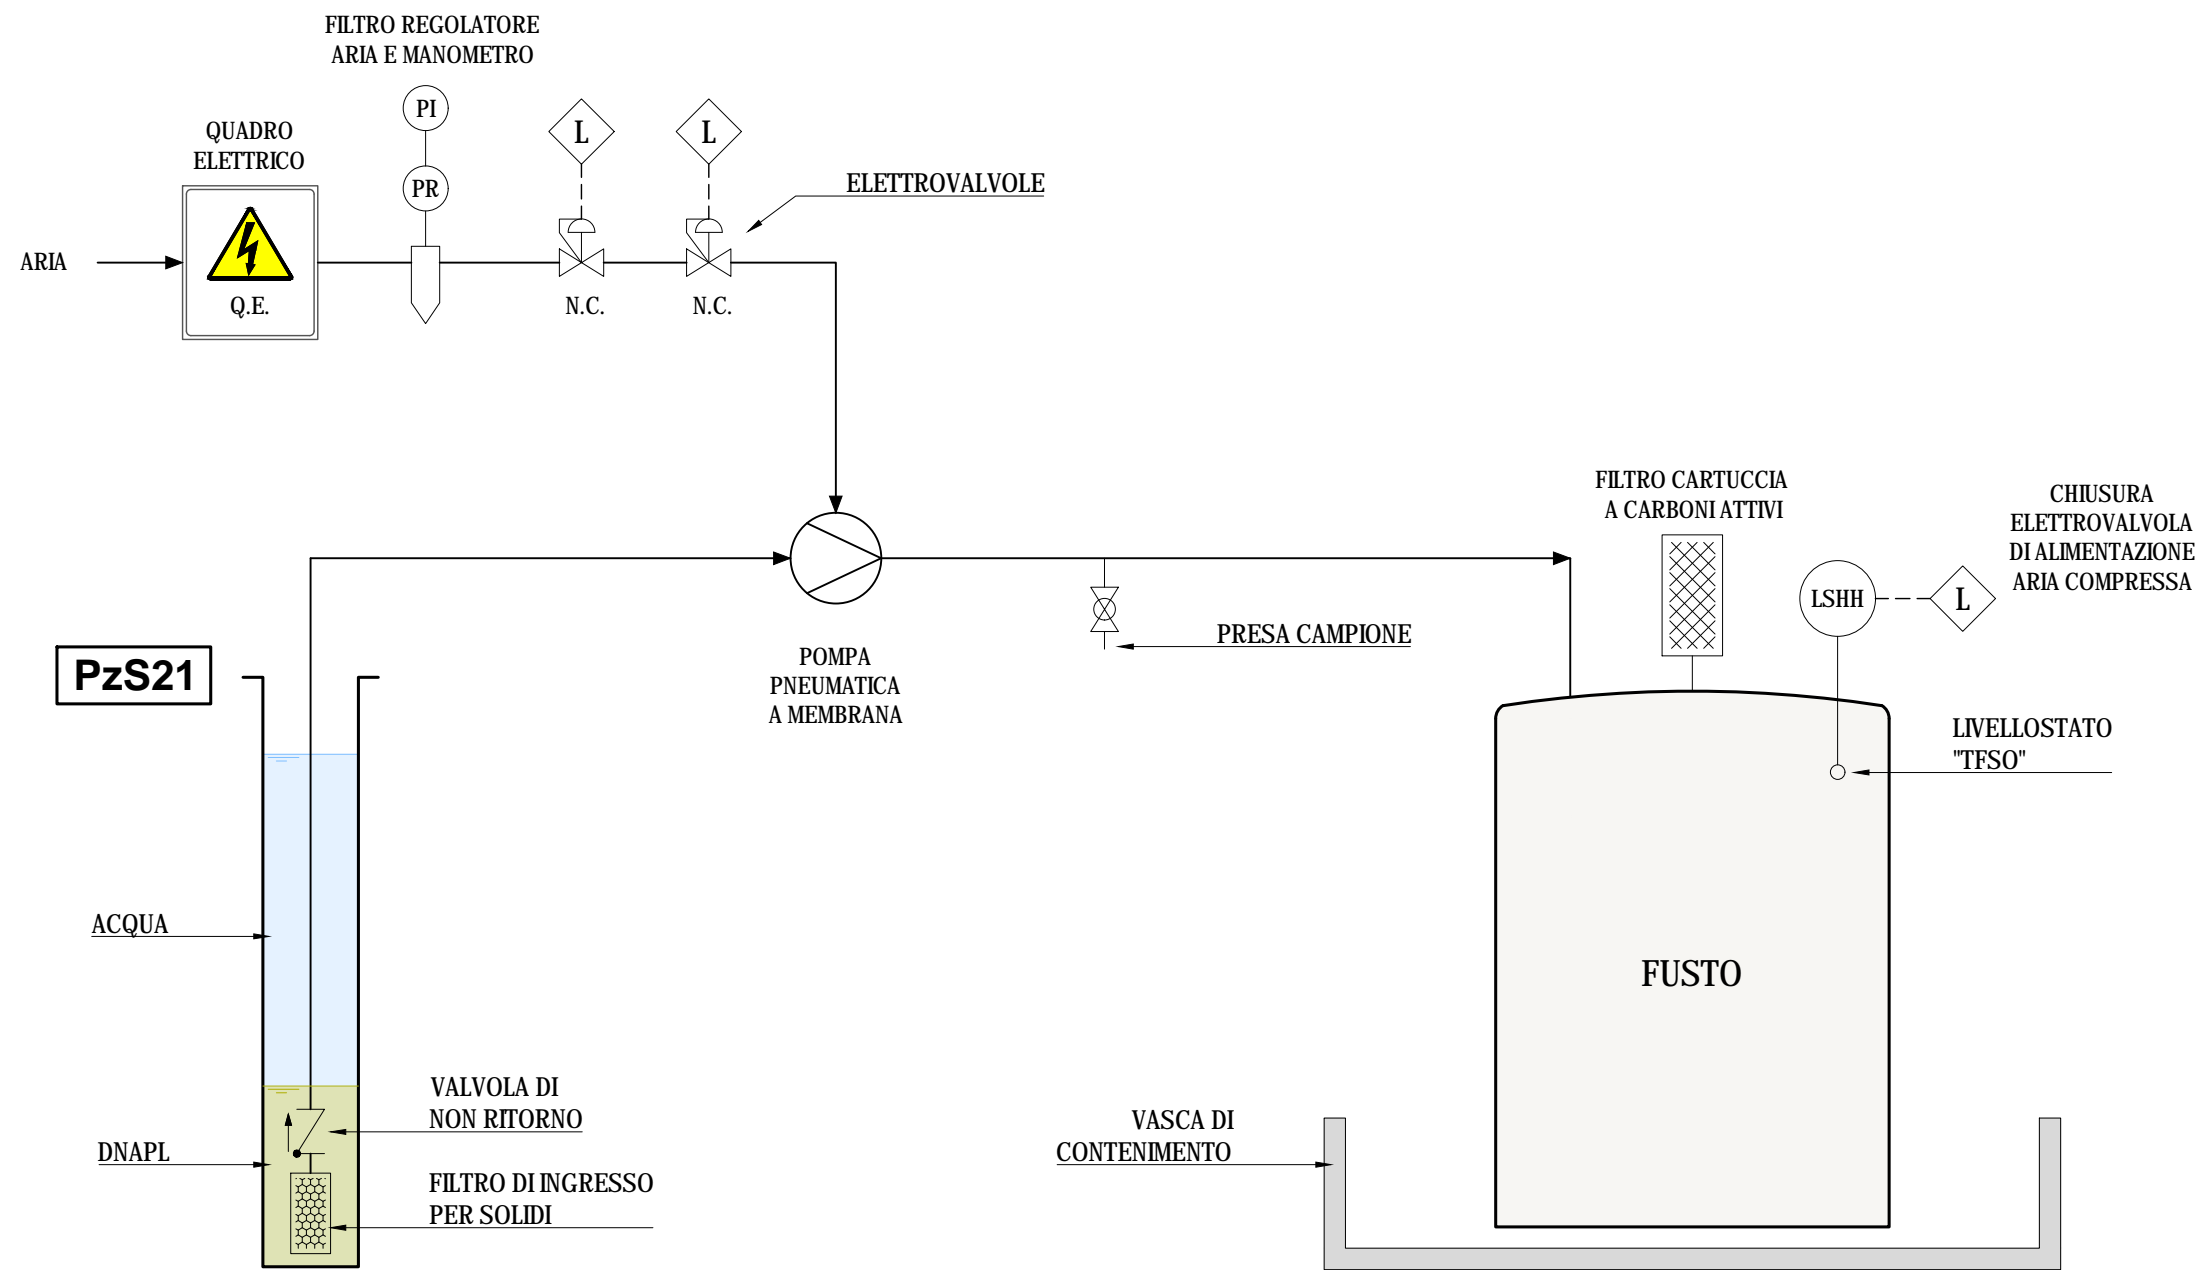 FILTRO REGOLATORE
ARIA E MANOMETRO
PI
PR
QUADRO
ELETTRICO
Q.E.
ARIA
L
L
N.C.
N.C.
ELETTROVALVOLE
POMPA
PNEUMATICA
A MEMBRANA
PRESA CAMPIONE
FILTRO CARTUCCIA
A CARBONI ATTIVI
LSHH
L
CHIUSURA
ELETTROVALVOLA
DI ALIMENTAZIONE
ARIA COMPRESSA
LIVELLOSTATO
"TFSO"
FUSTO
VASCA DI
CONTENIMENTO
PzS21
ACQUA
DNAPL
VALVOLA DI
NON RITORNO
FILTRO DI INGRESSO
PER SOLIDI